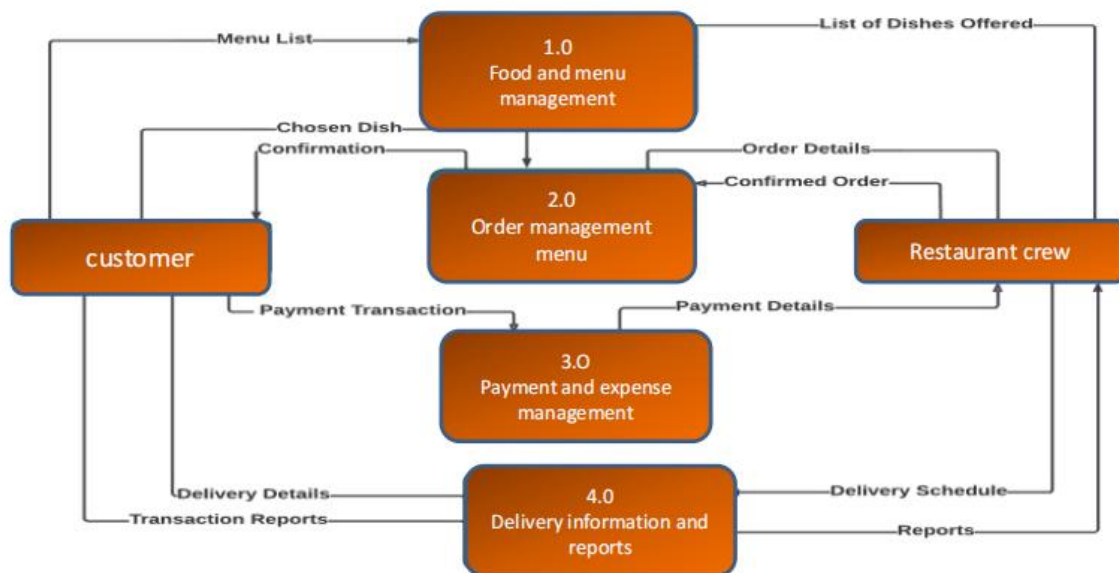 List of Dishes Offered
Menu List
1.0
Food and menu
management
Chosen Dish
Confirmation
Order Details
Confirmed Order
2.0
Order management
menu
customer
Restaurant crew
Payment Transaction
Payment Details
3.O
Payment and expense
management
Delivery Details
Delivery Schedule
4.0
Delivery information and
reports
Transaction Reports
Reports